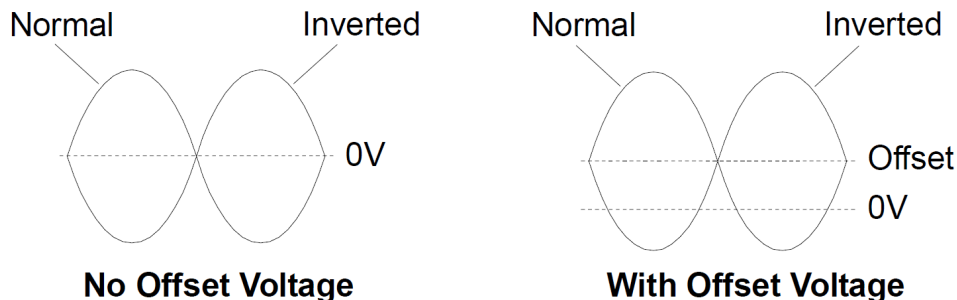 Normal
Inverted
0V
No Offset Voltage
Normal
Inverted
Offset
0V
With Offset Voltage